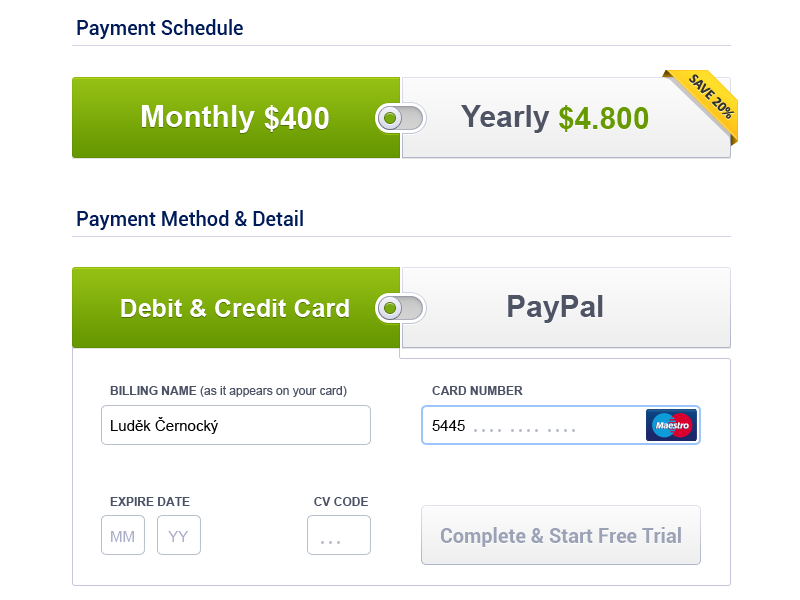 Payment Schedule
Monthly $400
Yearly $4.800
SAVE 20%
Payment Method & Detail
Debit & Credit Card
PayPal
BILLING NAME (as it appears on your card)
CARD NUMBER
Luděk Černocký
5445 .... .... ....
Maestro
EXPIRE DATE
CV CODE
MM
YY
...
Complete & Start Free Trial